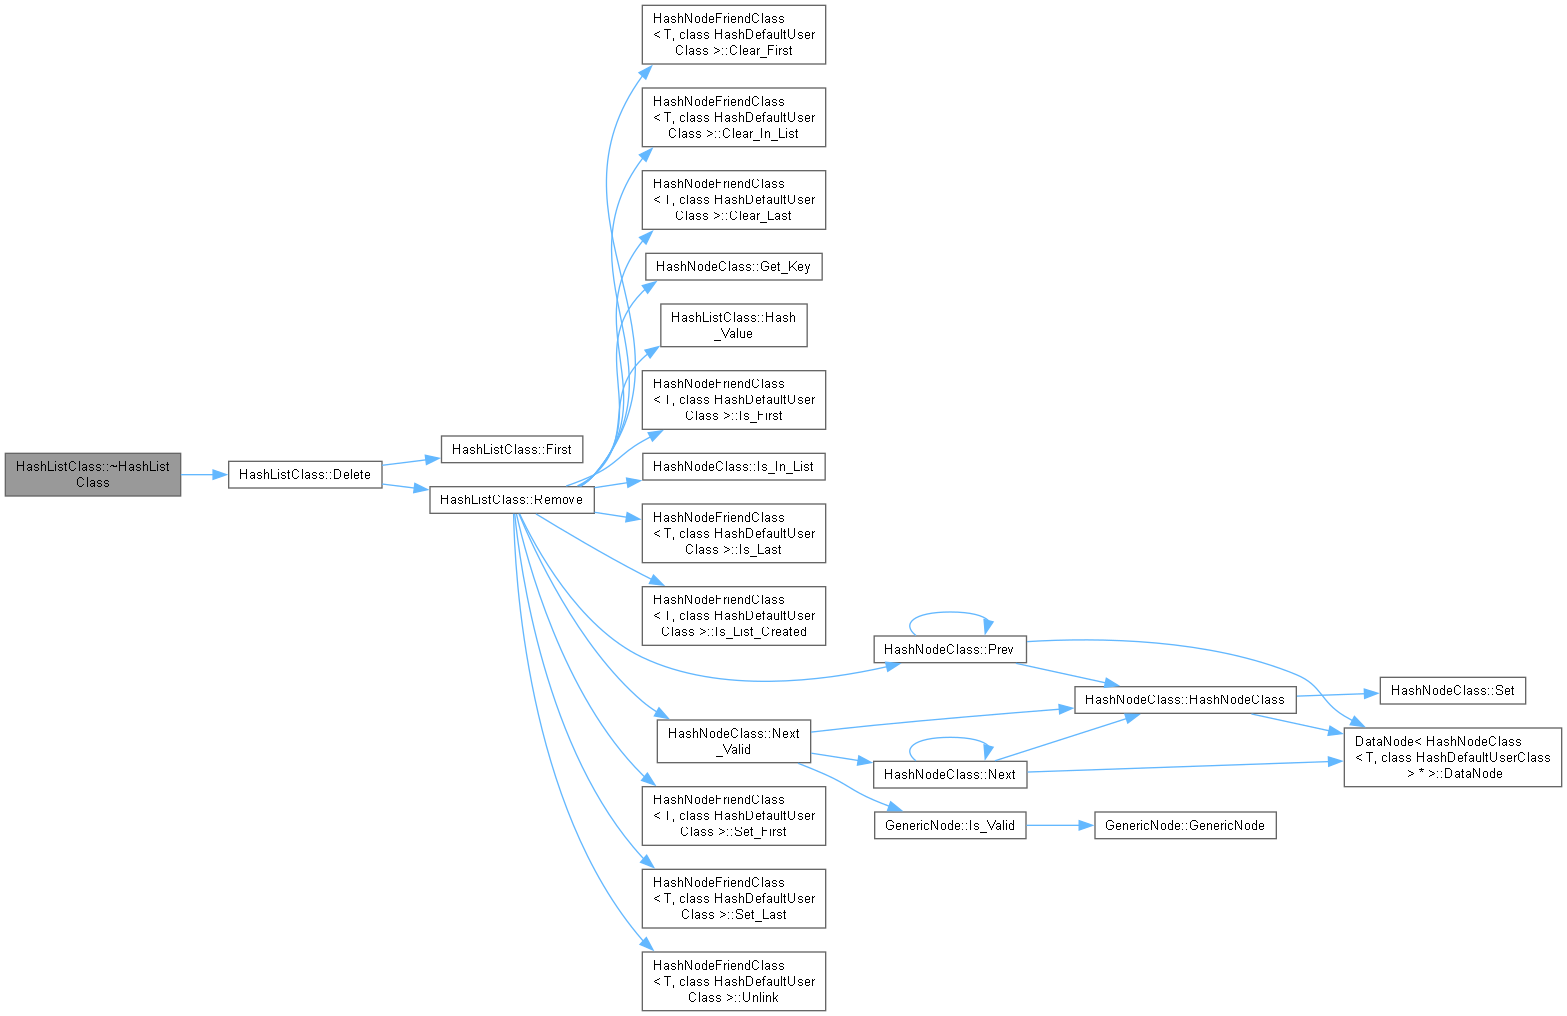 HashNodeFriendClass
< T, class HashDefaultUser
Class >::Clear_First
HashNodeFriendClass
< T, class HashDefaultUser
Class >::Clear_In_List
HashNodeFriendClass
< T, class HashDefaultUser
Class >::Clear_Last
HashNodeClass::Get_Key
HashListClass::Hash
_Value
HashNodeFriendClass
< T, class HashDefaultUser
Class >::Is_First
HashListClass::~HashList
Class
HashListClass::Delete
HashListClass::First
HashListClass::Remove
HashNodeClass::Is_In_List
HashNodeFriendClass
< T, class HashDefaultUser
Class >::Is_Last
HashNodeFriendClass
< T, class HashDefaultUser
Class >::Is_List_Created
HashNodeClass::Prev
HashNodeClass::HashNodeClass
HashNodeClass::Set
HashNodeClass::Next
_Valid
HashNodeClass::Next
DataNode< HashNodeClass
< T, class HashDefaultUserClass
> * >::DataNode
HashNodeFriendClass
< T, class HashDefaultUser
Class >::Set_First
GenericNode::Is_Valid
GenericNode::GenericNode
HashNodeFriendClass
< T, class HashDefaultUser
Class >::Set_Last
HashNodeFriendClass
< T, class HashDefaultUser
Class >::Unlink